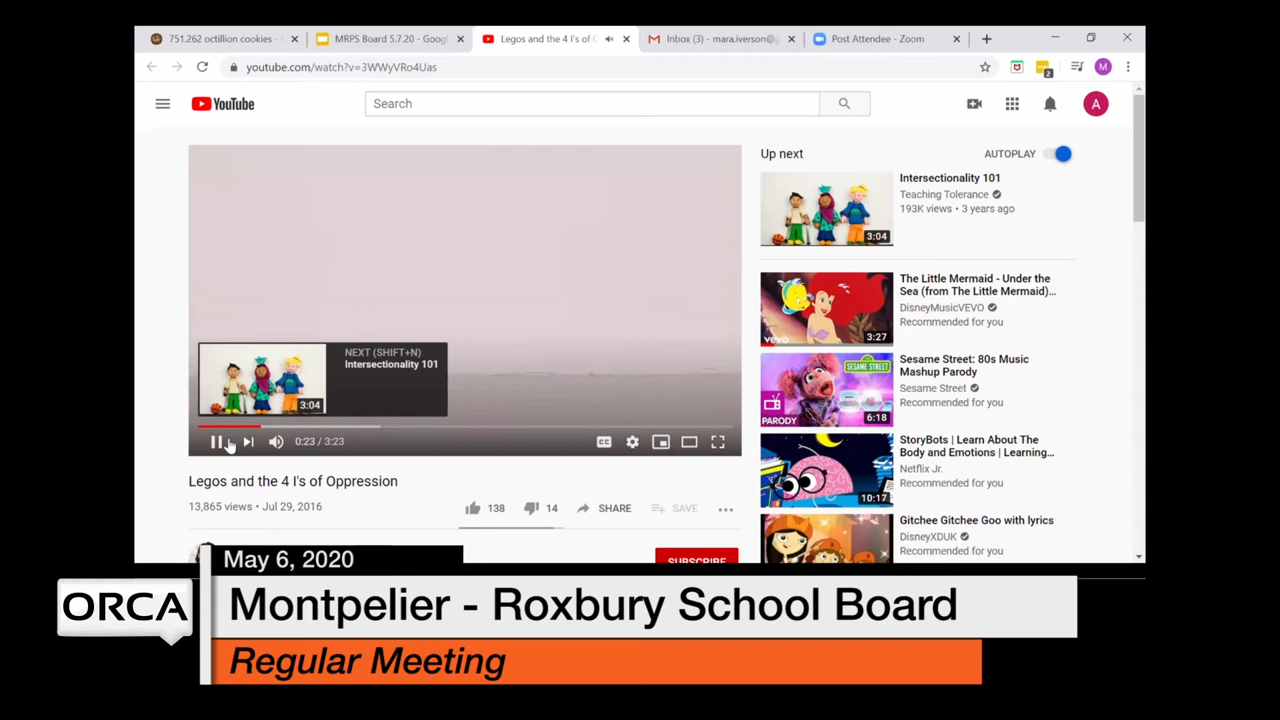 751.262 octillion cookies -
MRPS Board 5.7.20 - Goog
Legos and the 4 I's of
Inbox (3) - mara.iverson@g
Post Attendee - Zoom
youtube.com/watch?v=3WWyVRo4Uas
2
M
YouTube
Search
A
Up next
AUTOPLAY
Intersectionality 101
Teaching Tolerance
193K views • 3 years ago
3:04
The Little Mermaid - Under the
Sea (from The Little Mermaid)...
DisneyMusicVEVO
Recommended for you
vevo
3:27
Sesame Street: 80s Music
Mashup Parody
Sesame Street
Recommended for you
SESAME STREET
PARODY
6:18
StoryBots | Learn About The
Body and Emotions | Learning...
Netflix Jr.
Recommended for you
10:17
Gitchee Gitchee Goo with lyrics
DisneyXDUK
Recommended for you
NEXT (SHIFT+N)
Intersectionality 101
3:04
0:23 / 3:23
CC
Legos and the 4 I's of Oppression
13,865 views • Jul 29, 2016
138
14
SHARE
SAVE
SUBSCRIBE
May 6, 2020
ORCA
Montpelier - Roxbury School Board
Regular Meeting